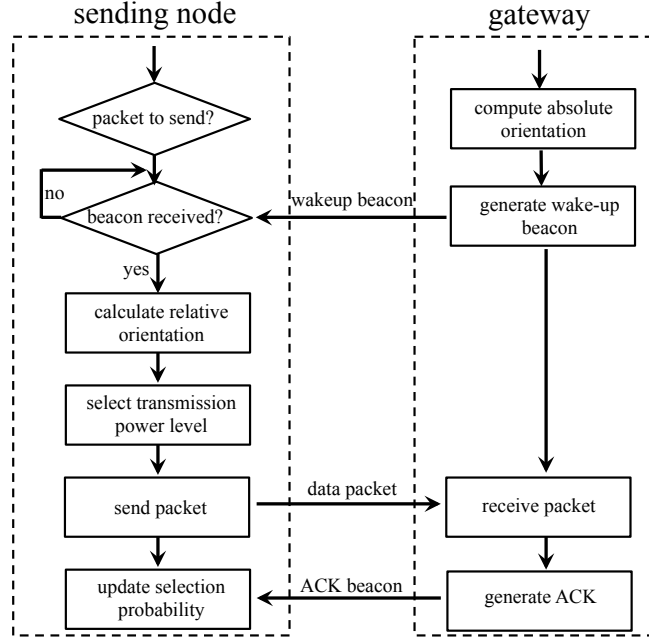 sending node
gateway
packet to send?
compute absolute
orientation
no
beacon received?
wakeup beacon
generate wake-up
beacon
yes
calculate relative
orientation
select transmission
power level
send packet
data packet
receive packet
update selection
probability
ACK beacon
generate ACK